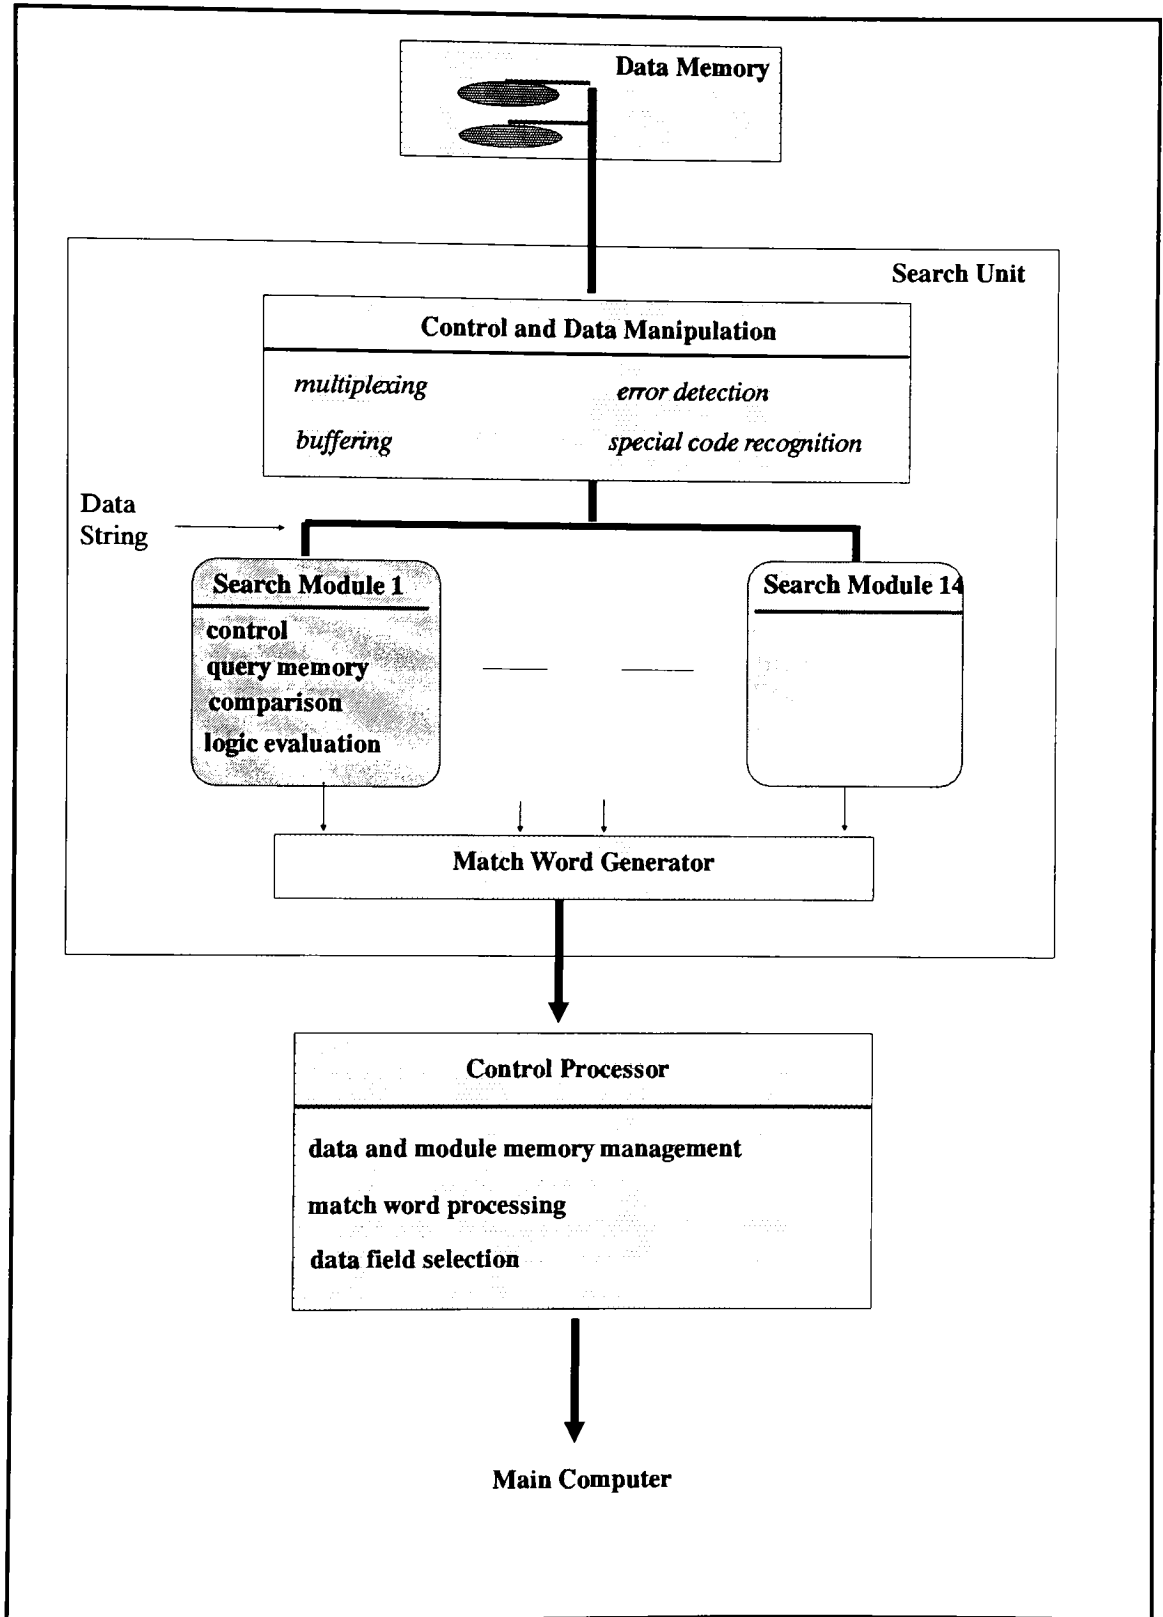 Data Memory
Search Unit
Control and Data Manipulation
multiplexing error detection
buffering special code recognition
Data
String
Search Module 1
control
query memory
comparison
logic evaluation
Search Module 14
Match Word Generator
Control Processor
data and module memory management
match word processing
data field selection
Main Computer